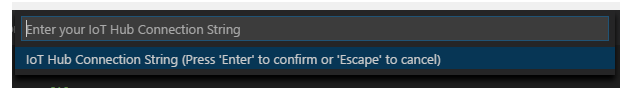 Enter your IoT Hub Connection String
IoT Hub Connection String (Press 'Enter' to confirm or 'Escape' to cancel)